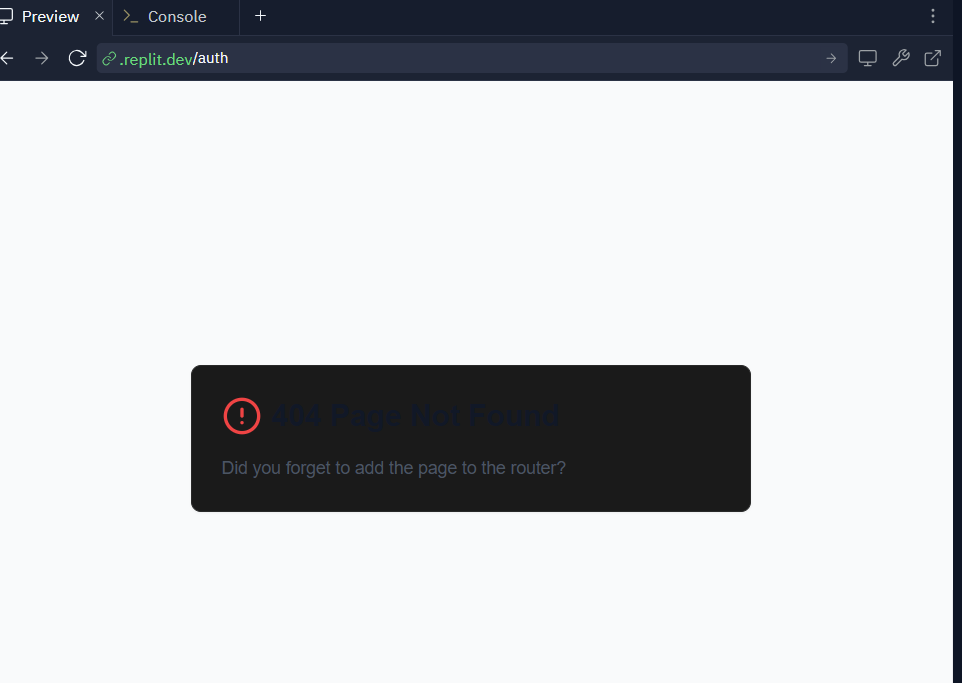 Preview
Console
.replit.dev/auth
404 Page Not Found
Did you forget to add the page to the router?